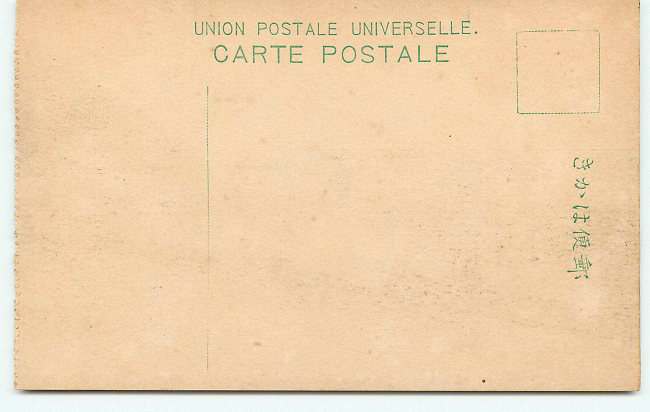 UNION POSTALE UNIVERSELLE.
CARTE POSTALE
郵便はかき